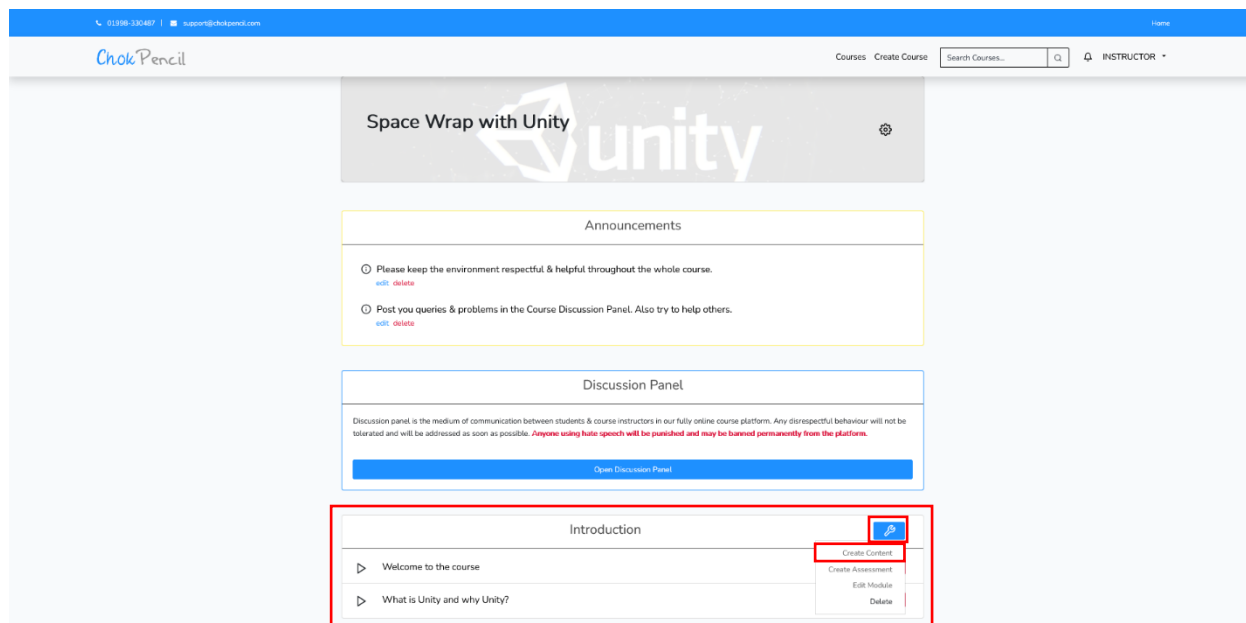 01998-330487 | support@chokpencil.com Home
ChokPencil Courses Create Course Search Courses... INSTRUCTOR
Space Wrap with Unity
unity
Announcements
Please keep the environment respectful & helpful throughout the whole course.
edit delete
Post you queries & problems in the Course Discussion Panel. Also try to help others.
edit delete
Discussion Panel
Discussion panel is the medium of communication between students & course instructors in our fully online course platform. Any disrespectful behaviour will not be
tolerated and will be addressed as soon as possible. Anyone using hate speech will be punished and may be banned permanently from the platform.
Open Discussion Panel
Introduction
Create Content
Welcome to the course
Create Assessment
Edit Module
What is Unity and why Unity?
Delete